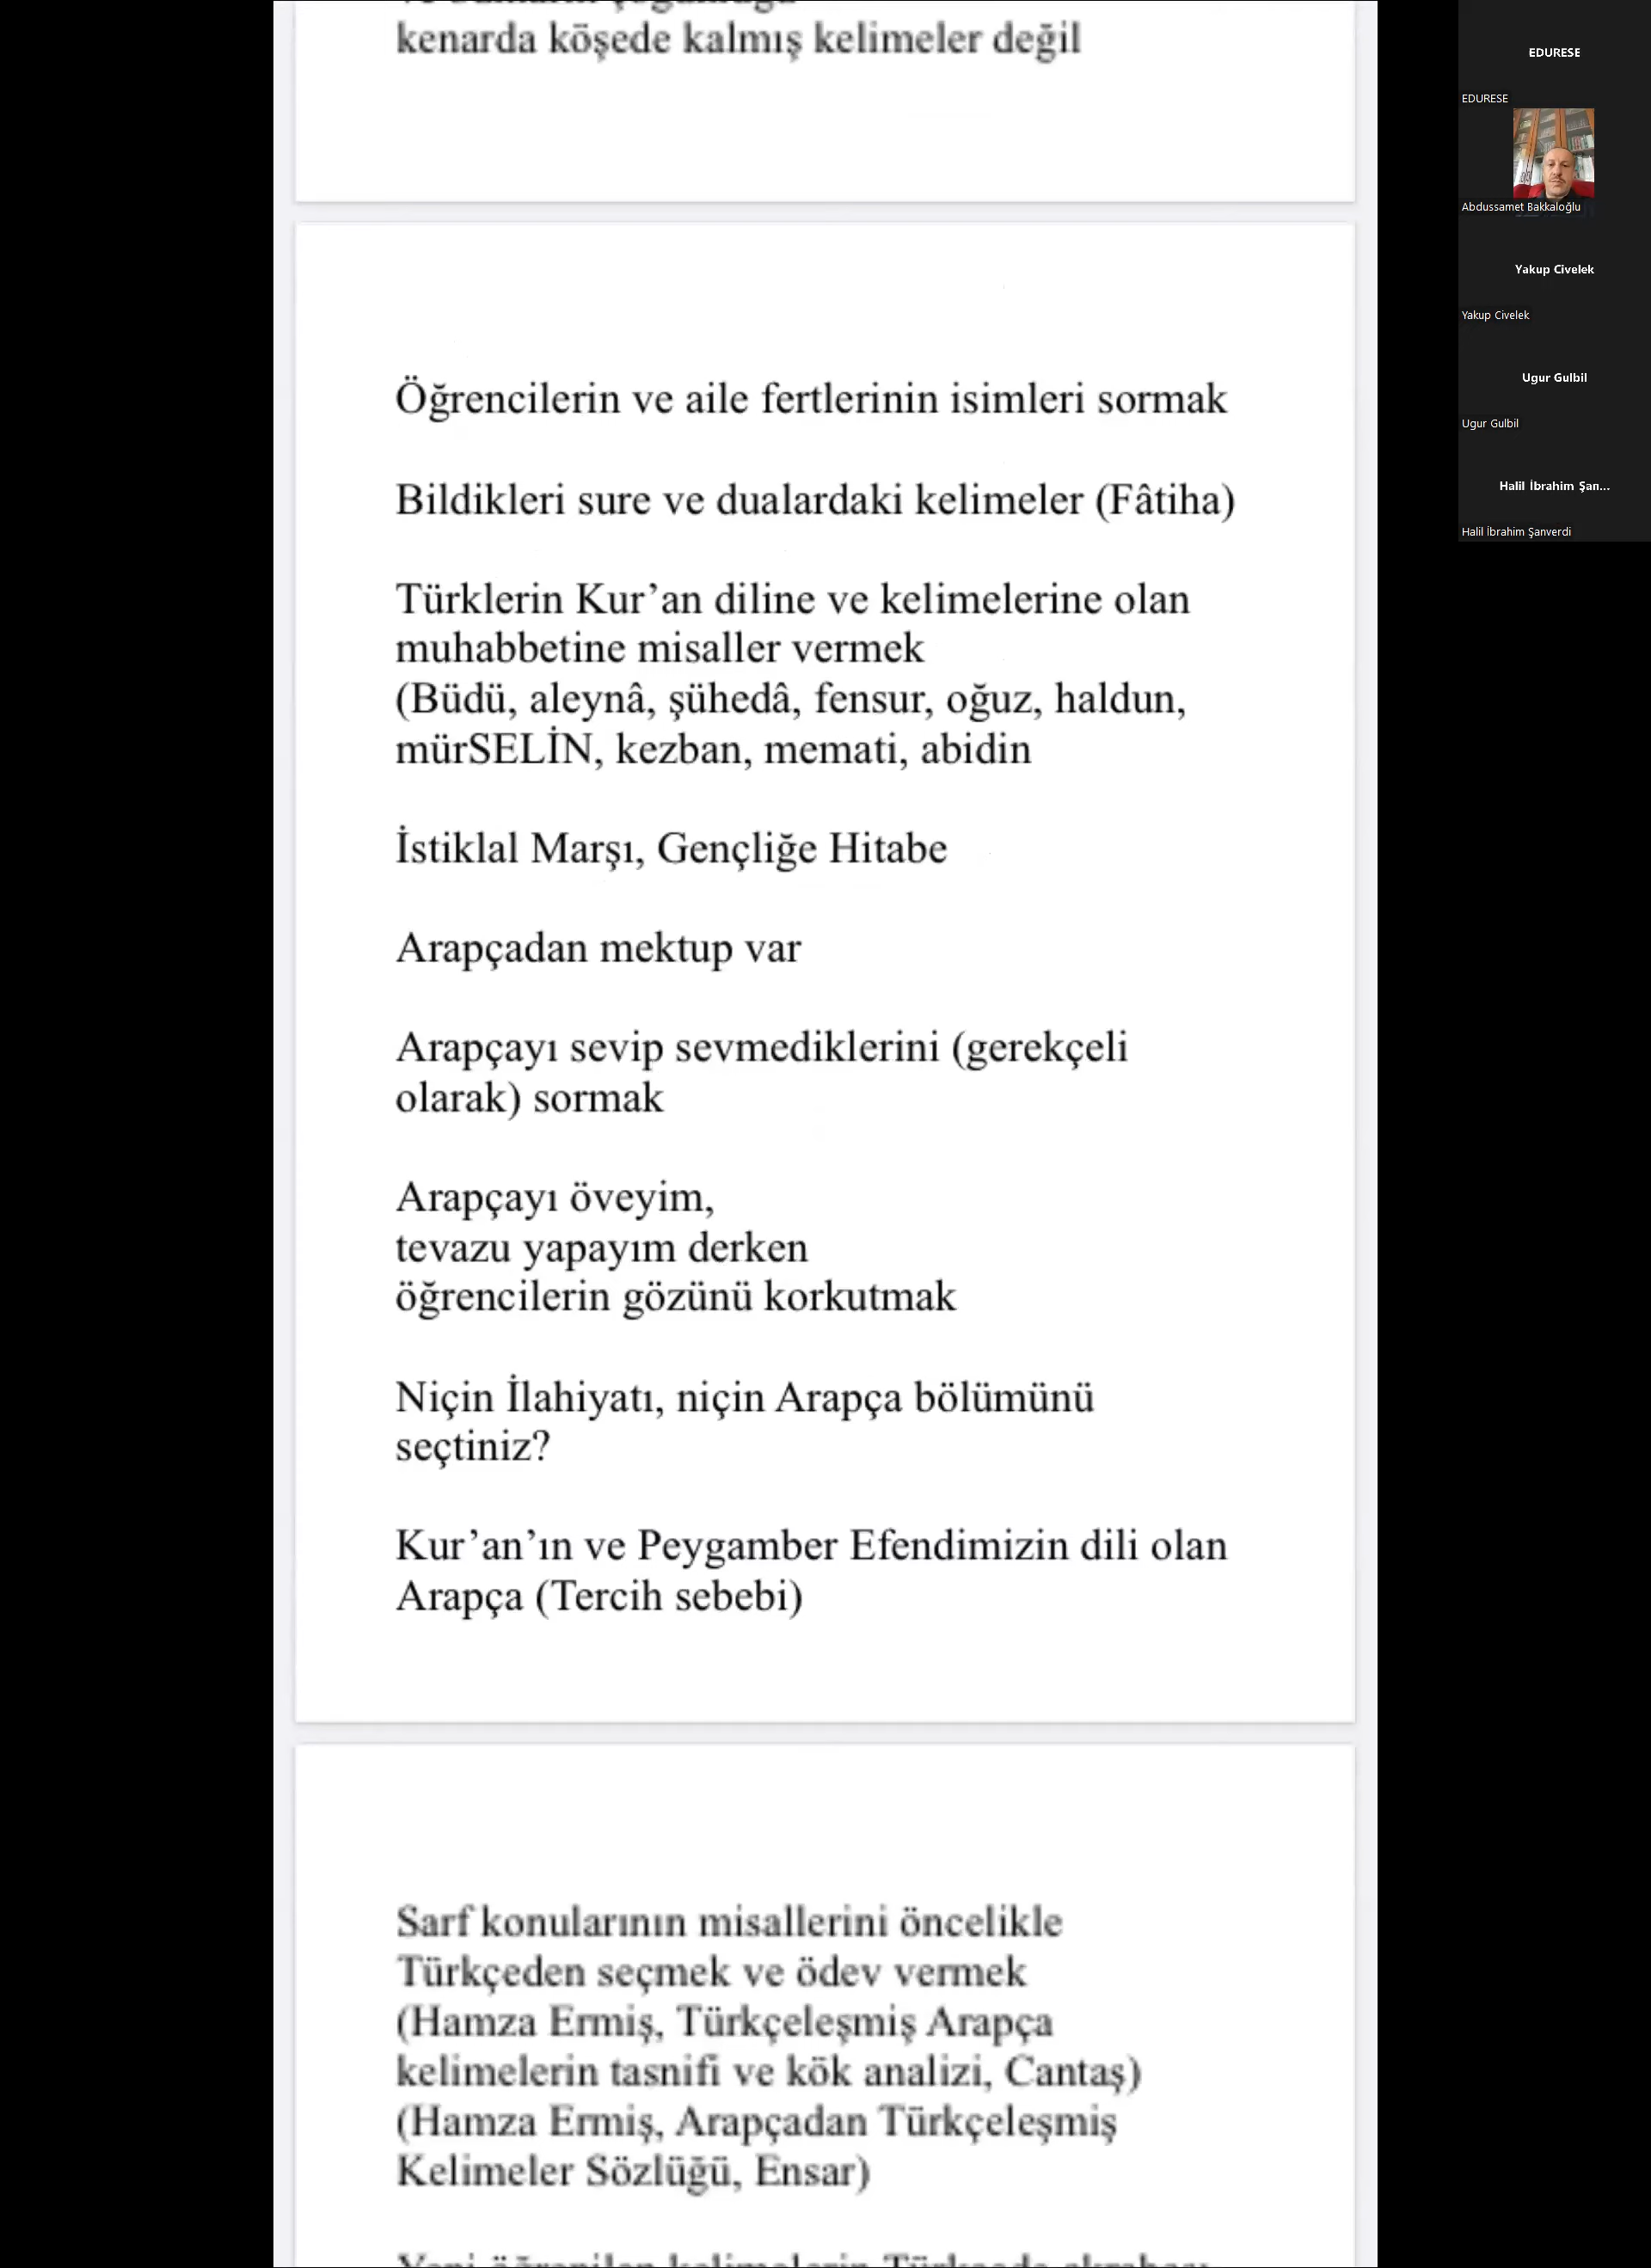 kenarda köşede kalmış kelimeler değil
Öğrencilerin ve aile fertlerinin isimleri sormak
Bildikleri sure ve dualardaki kelimeler (Fâtiha)
Türklerin Kur’an diline ve kelimelerine olan
muhabbetine misaller vermek
(Büdü, aleynâ, şühedâ, fensur, oğuz, haldun,
mürSELİN, kezban, memati, abidin
İstiklal Marşı, Gençliğe Hitabe
Arapçadan mektup var
Arapçayı sevip sevmediklerini (gerekçeli
olarak) sormak
Arapçayı öveyim,
tevazu yapayım derken
öğrencilerin gözünü korkutmak
Niçin İlahiyatı, niçin Arapça bölümünü
seçtiniz?
Kur’an’ın ve Peygamber Efendimizin dili olan
Arapça (Tercih sebebi)
Sarf konularının misallerini öncelikle
Türkçeden seçmek ve ödev vermek
(Hamza Ermiş, Türkçeleşmiş Arapça
kelimelerin tasnifi ve kök analizi, Cantaş)
(Hamza Ermiş, Arapçadan Türkçeleşmiş
Kelimeler Sözlüğü, Ensar)
EDURESE
EDURESE
Abdussamet Bakkaloğlu
Yakup Civelek
Yakup Civelek
Ugur Gulbil
Ugur Gulbil
Halil İbrahim Şan...
Halil İbrahim Şanverdi